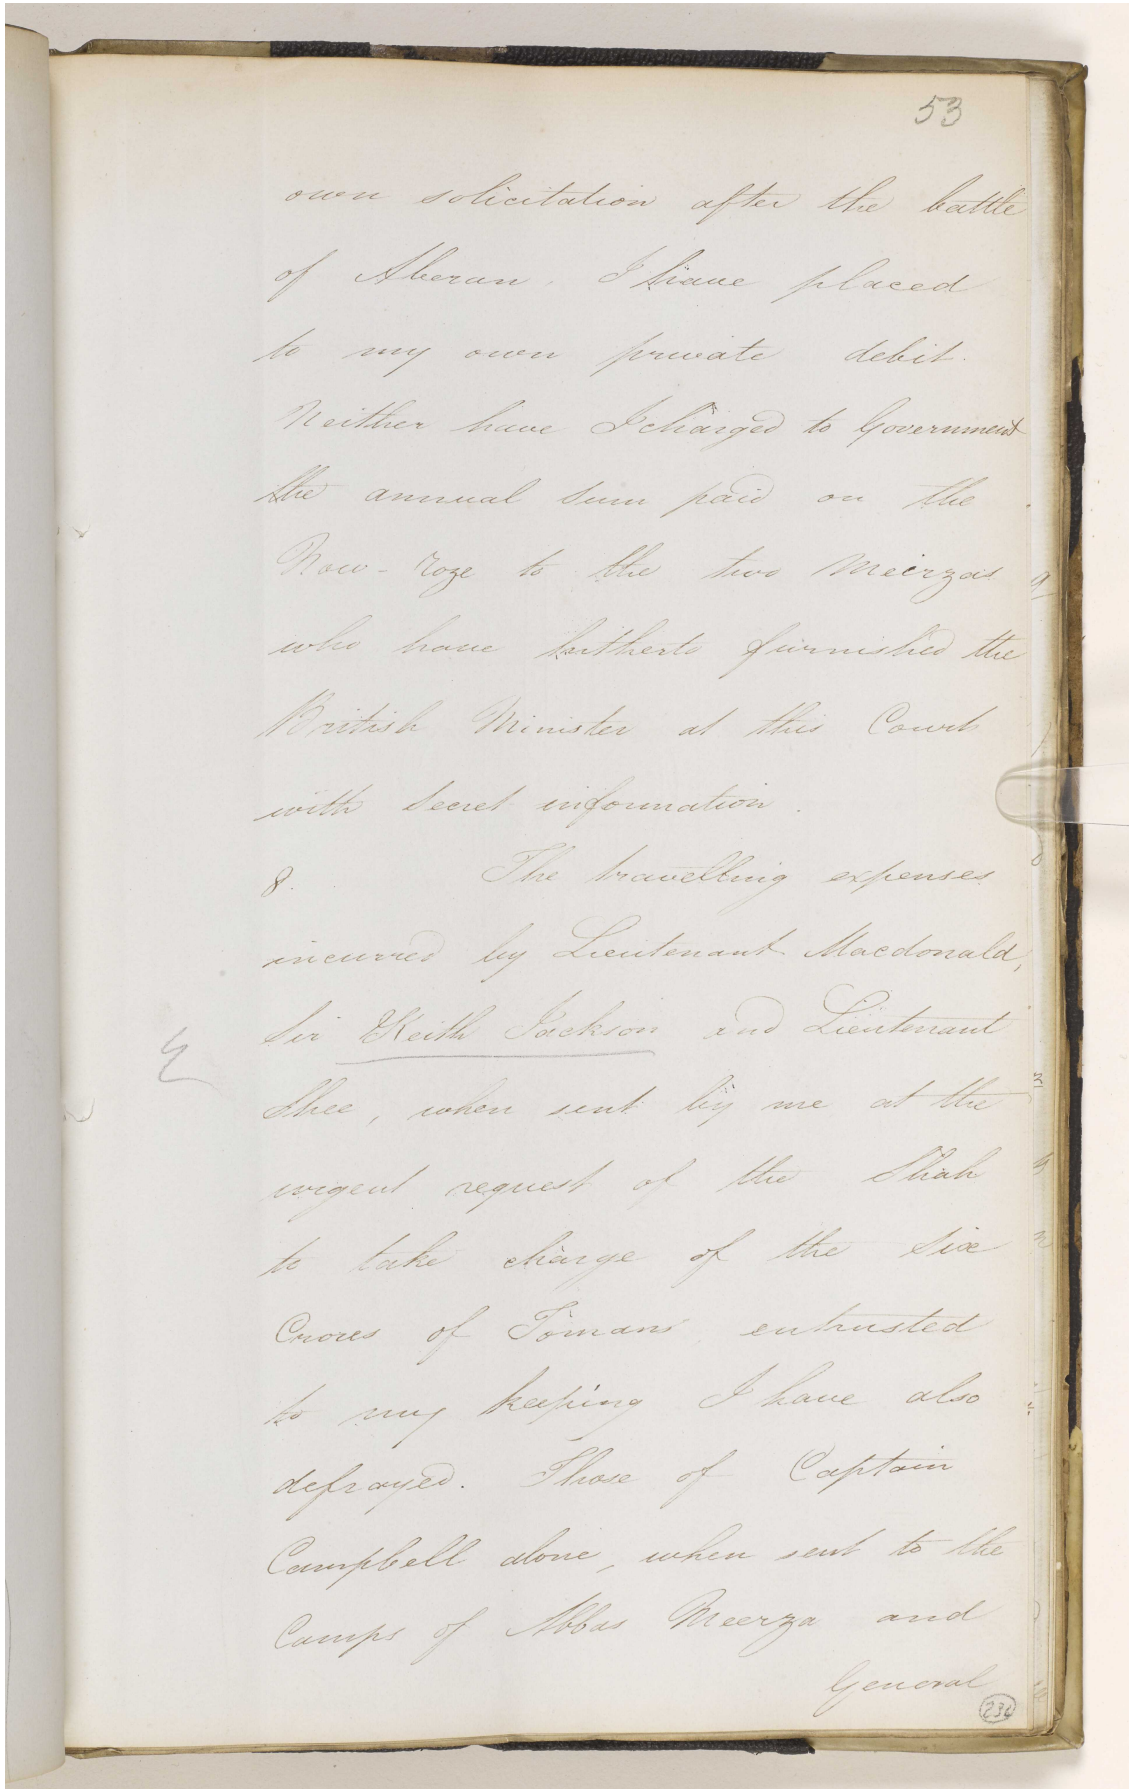 53
own solicitation after the battle
of Aberan, I have placed
to my own private debit.
Neither have I charged to Government
the annual sum paid on the
Now-roze to the two Meerzas
who have hitherto furnished the
British Minister at this Court
with secret information.
8. The travelling expenses
incurred by Lieutenant Macdonald,
Sir Keith Jackson and Lieutenant
Shee, when sent by me at the
urgent request of the Shah
to take charge of the six
Crores of Tomans entrusted
to my keeping I have also
defrayed. Those of Captain
Campbell alone, when sent to the
Camps of Abbas Meerza and
General